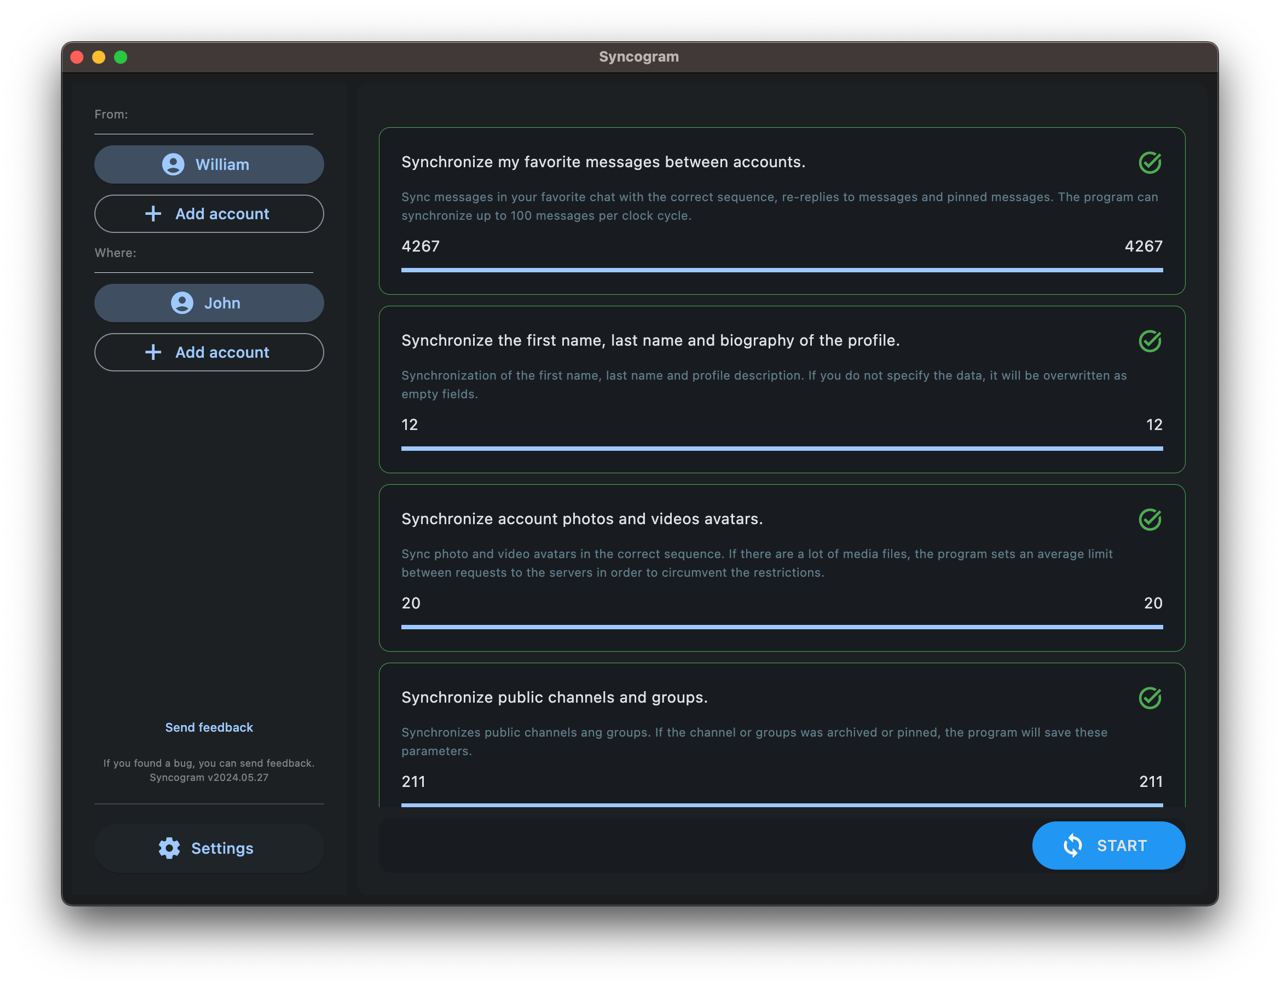 Syncogram
From:
William
Add account
Where:
John
Add account
Send feedback
If you found a bug, you can send feedback.
Syncogram v2024.05.27
Settings
Synchronize my favorite messages between accounts.
Sync messages in your favorite chat with the correct sequence, re-replies to messages and pinned messages. The program can
synchronize up to 100 messages per clock cycle.
4267 4267
Synchronize the first name, last name and biography of the profile.
Synchronization of the first name, last name and profile description. If you do not specify the data, it will be overwritten as
empty fields.
12 12
Synchronize account photos and videos avatars.
Sync photo and video avatars in the correct sequence. If there are a lot of media files, the program sets an average limit
between requests to the servers in order to circumvent the restrictions.
20 20
Synchronize public channels and groups.
Synchronizes public channels ang groups. If the channel or groups was archived or pinned, the program will save these
parameters.
211 211
START